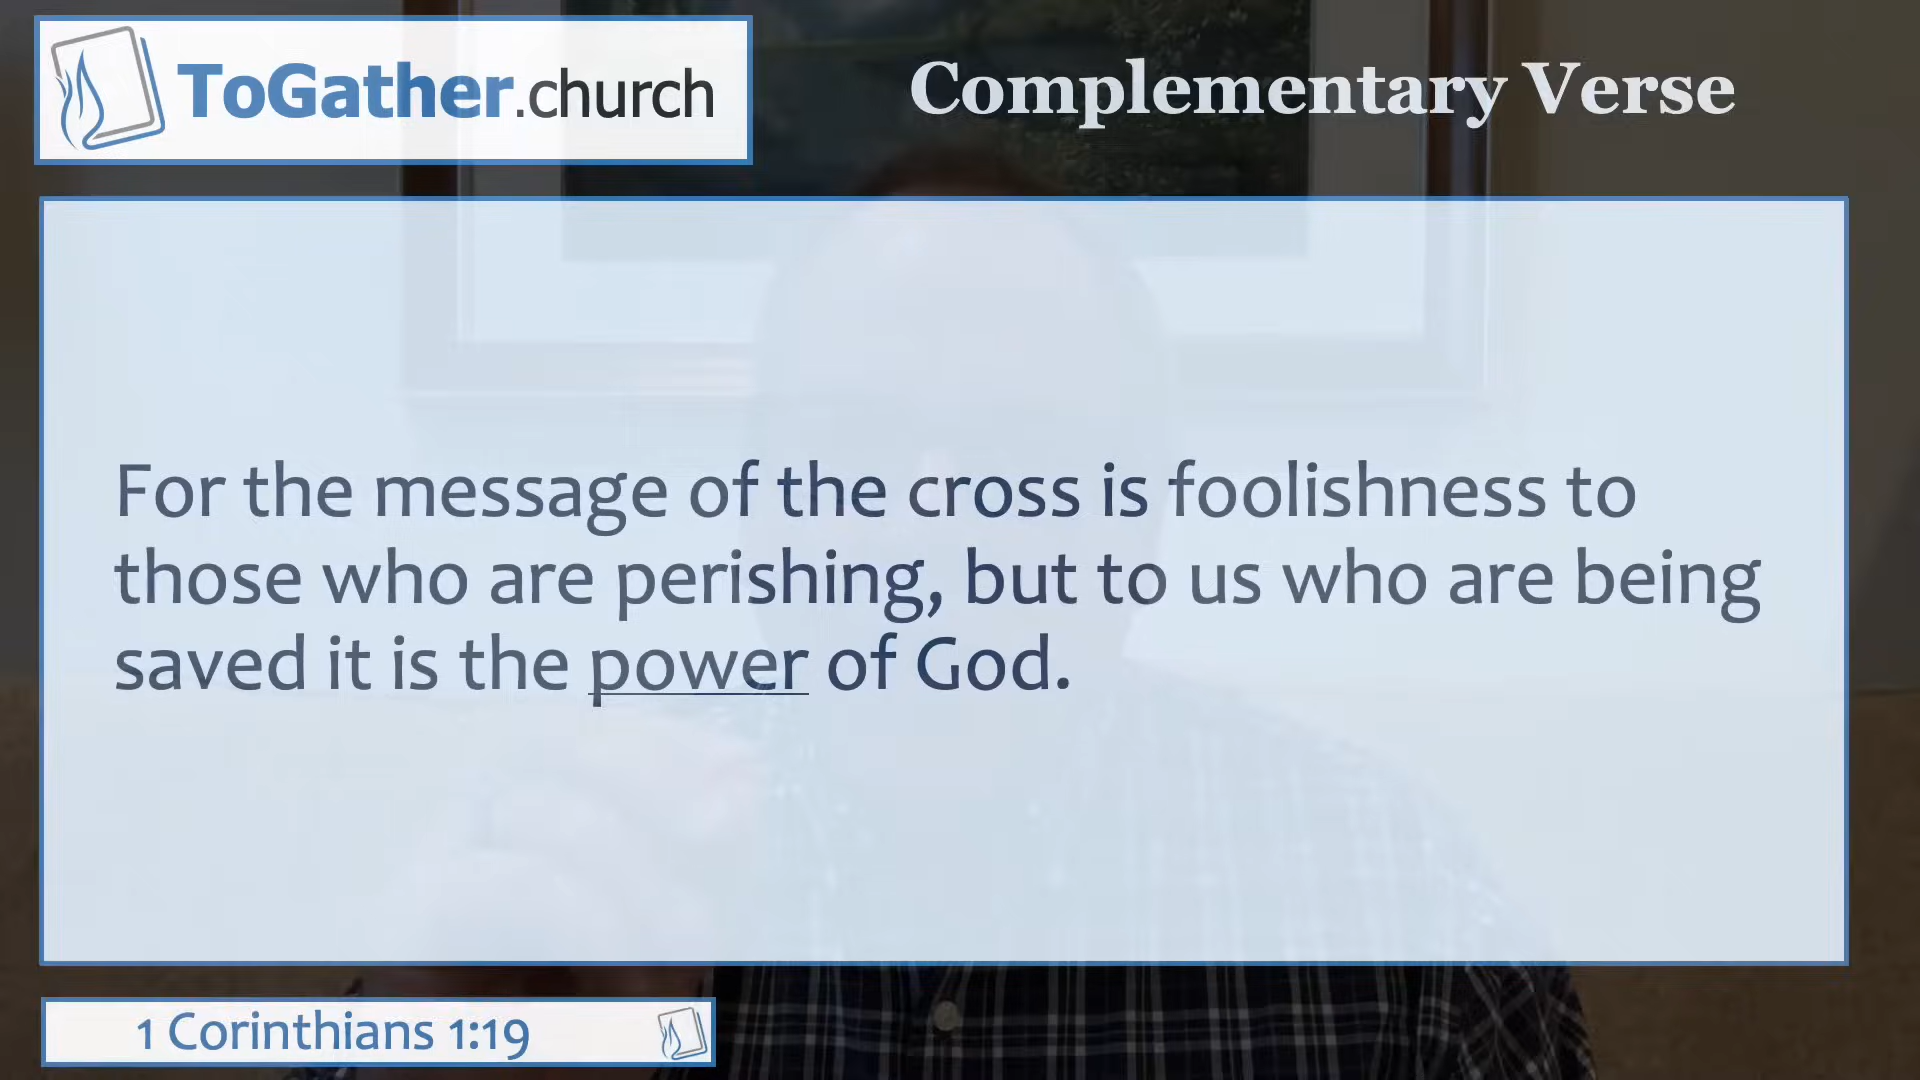 ToGather.church
Complementary Verse
For the message of the cross is foolishness to
those who are perishing, but to us who are being
saved it is the power of God.
1 Corinthians 1:19